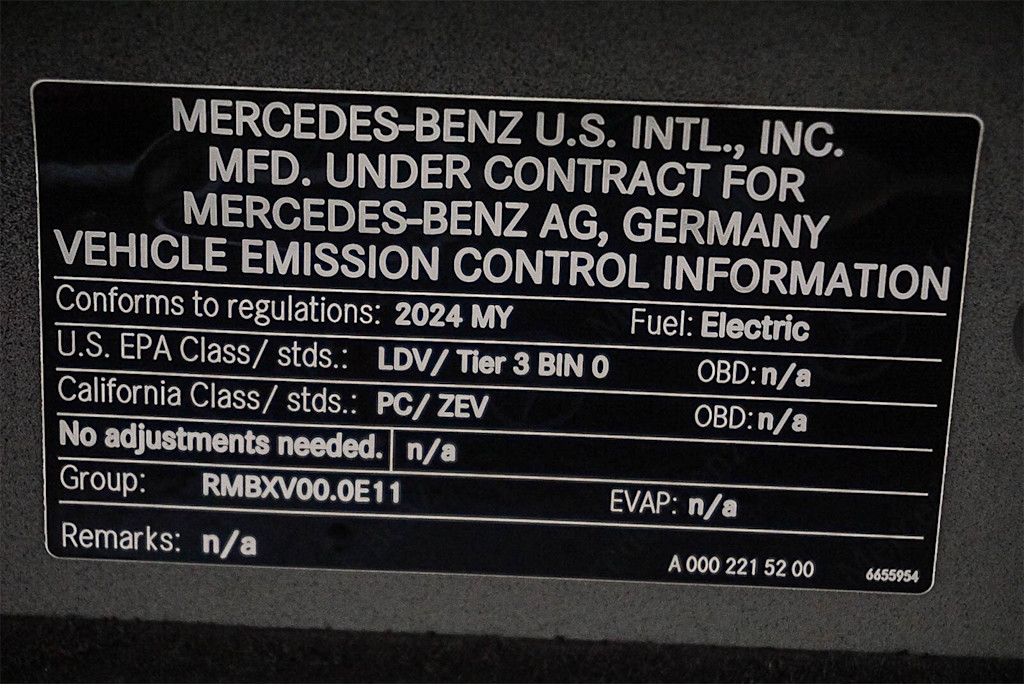 MERCEDES-BENZ U.S. INTL., INC.
MFD. UNDER CONTRACT FOR
MERCEDES-BENZ AG, GERMANY
VEHICLE EMISSION CONTROL INFORMATION
Conforms to regulations: 2024 MY Fuel: Electric
U.S. EPA Class/ stds.: LDV/ Tier 3 BIN 0 OBD: n/a
California Class/ stds.: PC/ ZEV OBD: n/a
No adjustments needed. n/a
Group: RMBXV00.0E11 EVAP: n/a
Remarks: n/a
A 000 221 52 00 6655954